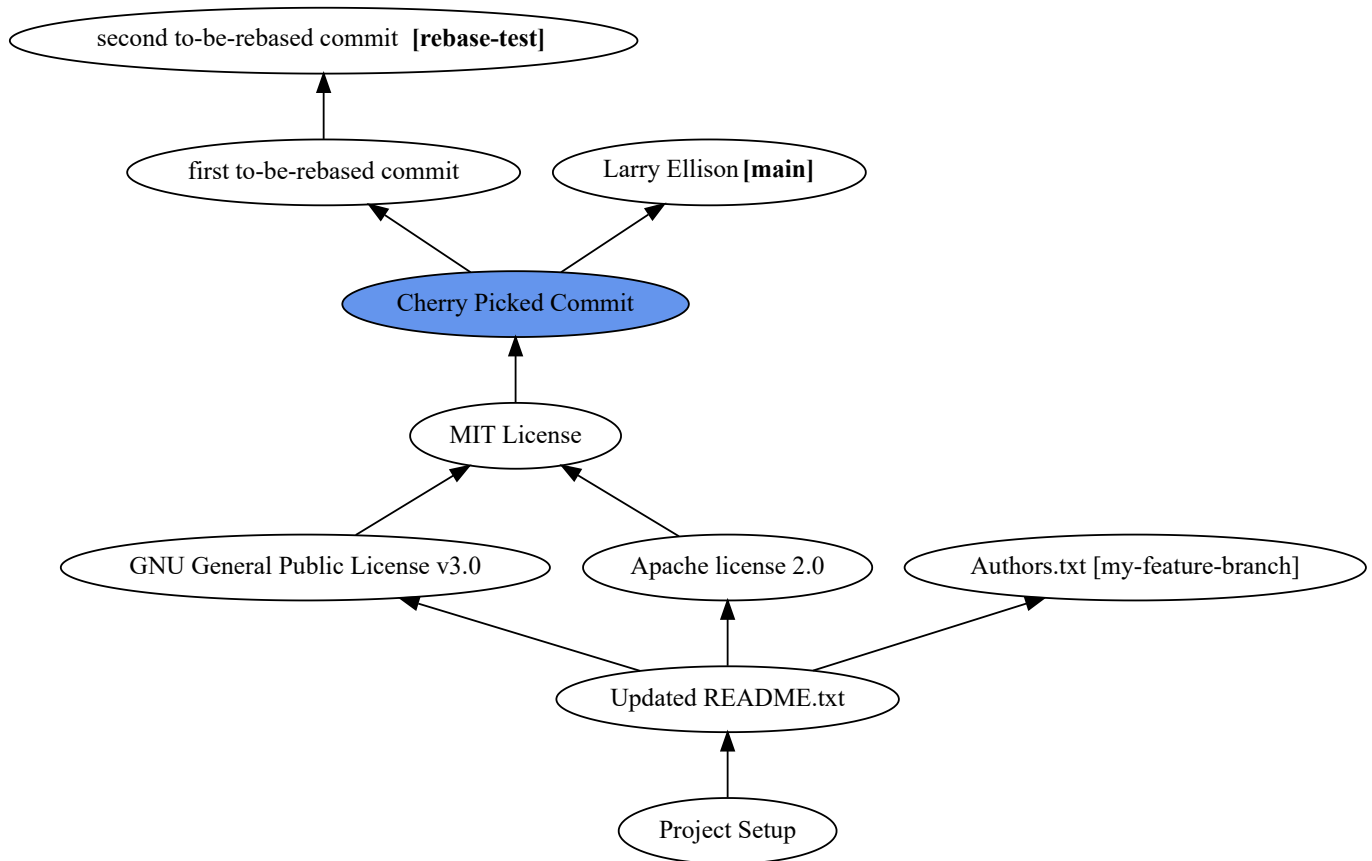 second to-be-rebased commit [rebase-test]
first to-be-rebased commit
Larry Ellison [main]
Cherry Picked Commit
MIT License
GNU General Public License v3.0
Apache license 2.0
Authors.txt [my-feature-branch]
Updated README.txt
Project Setup